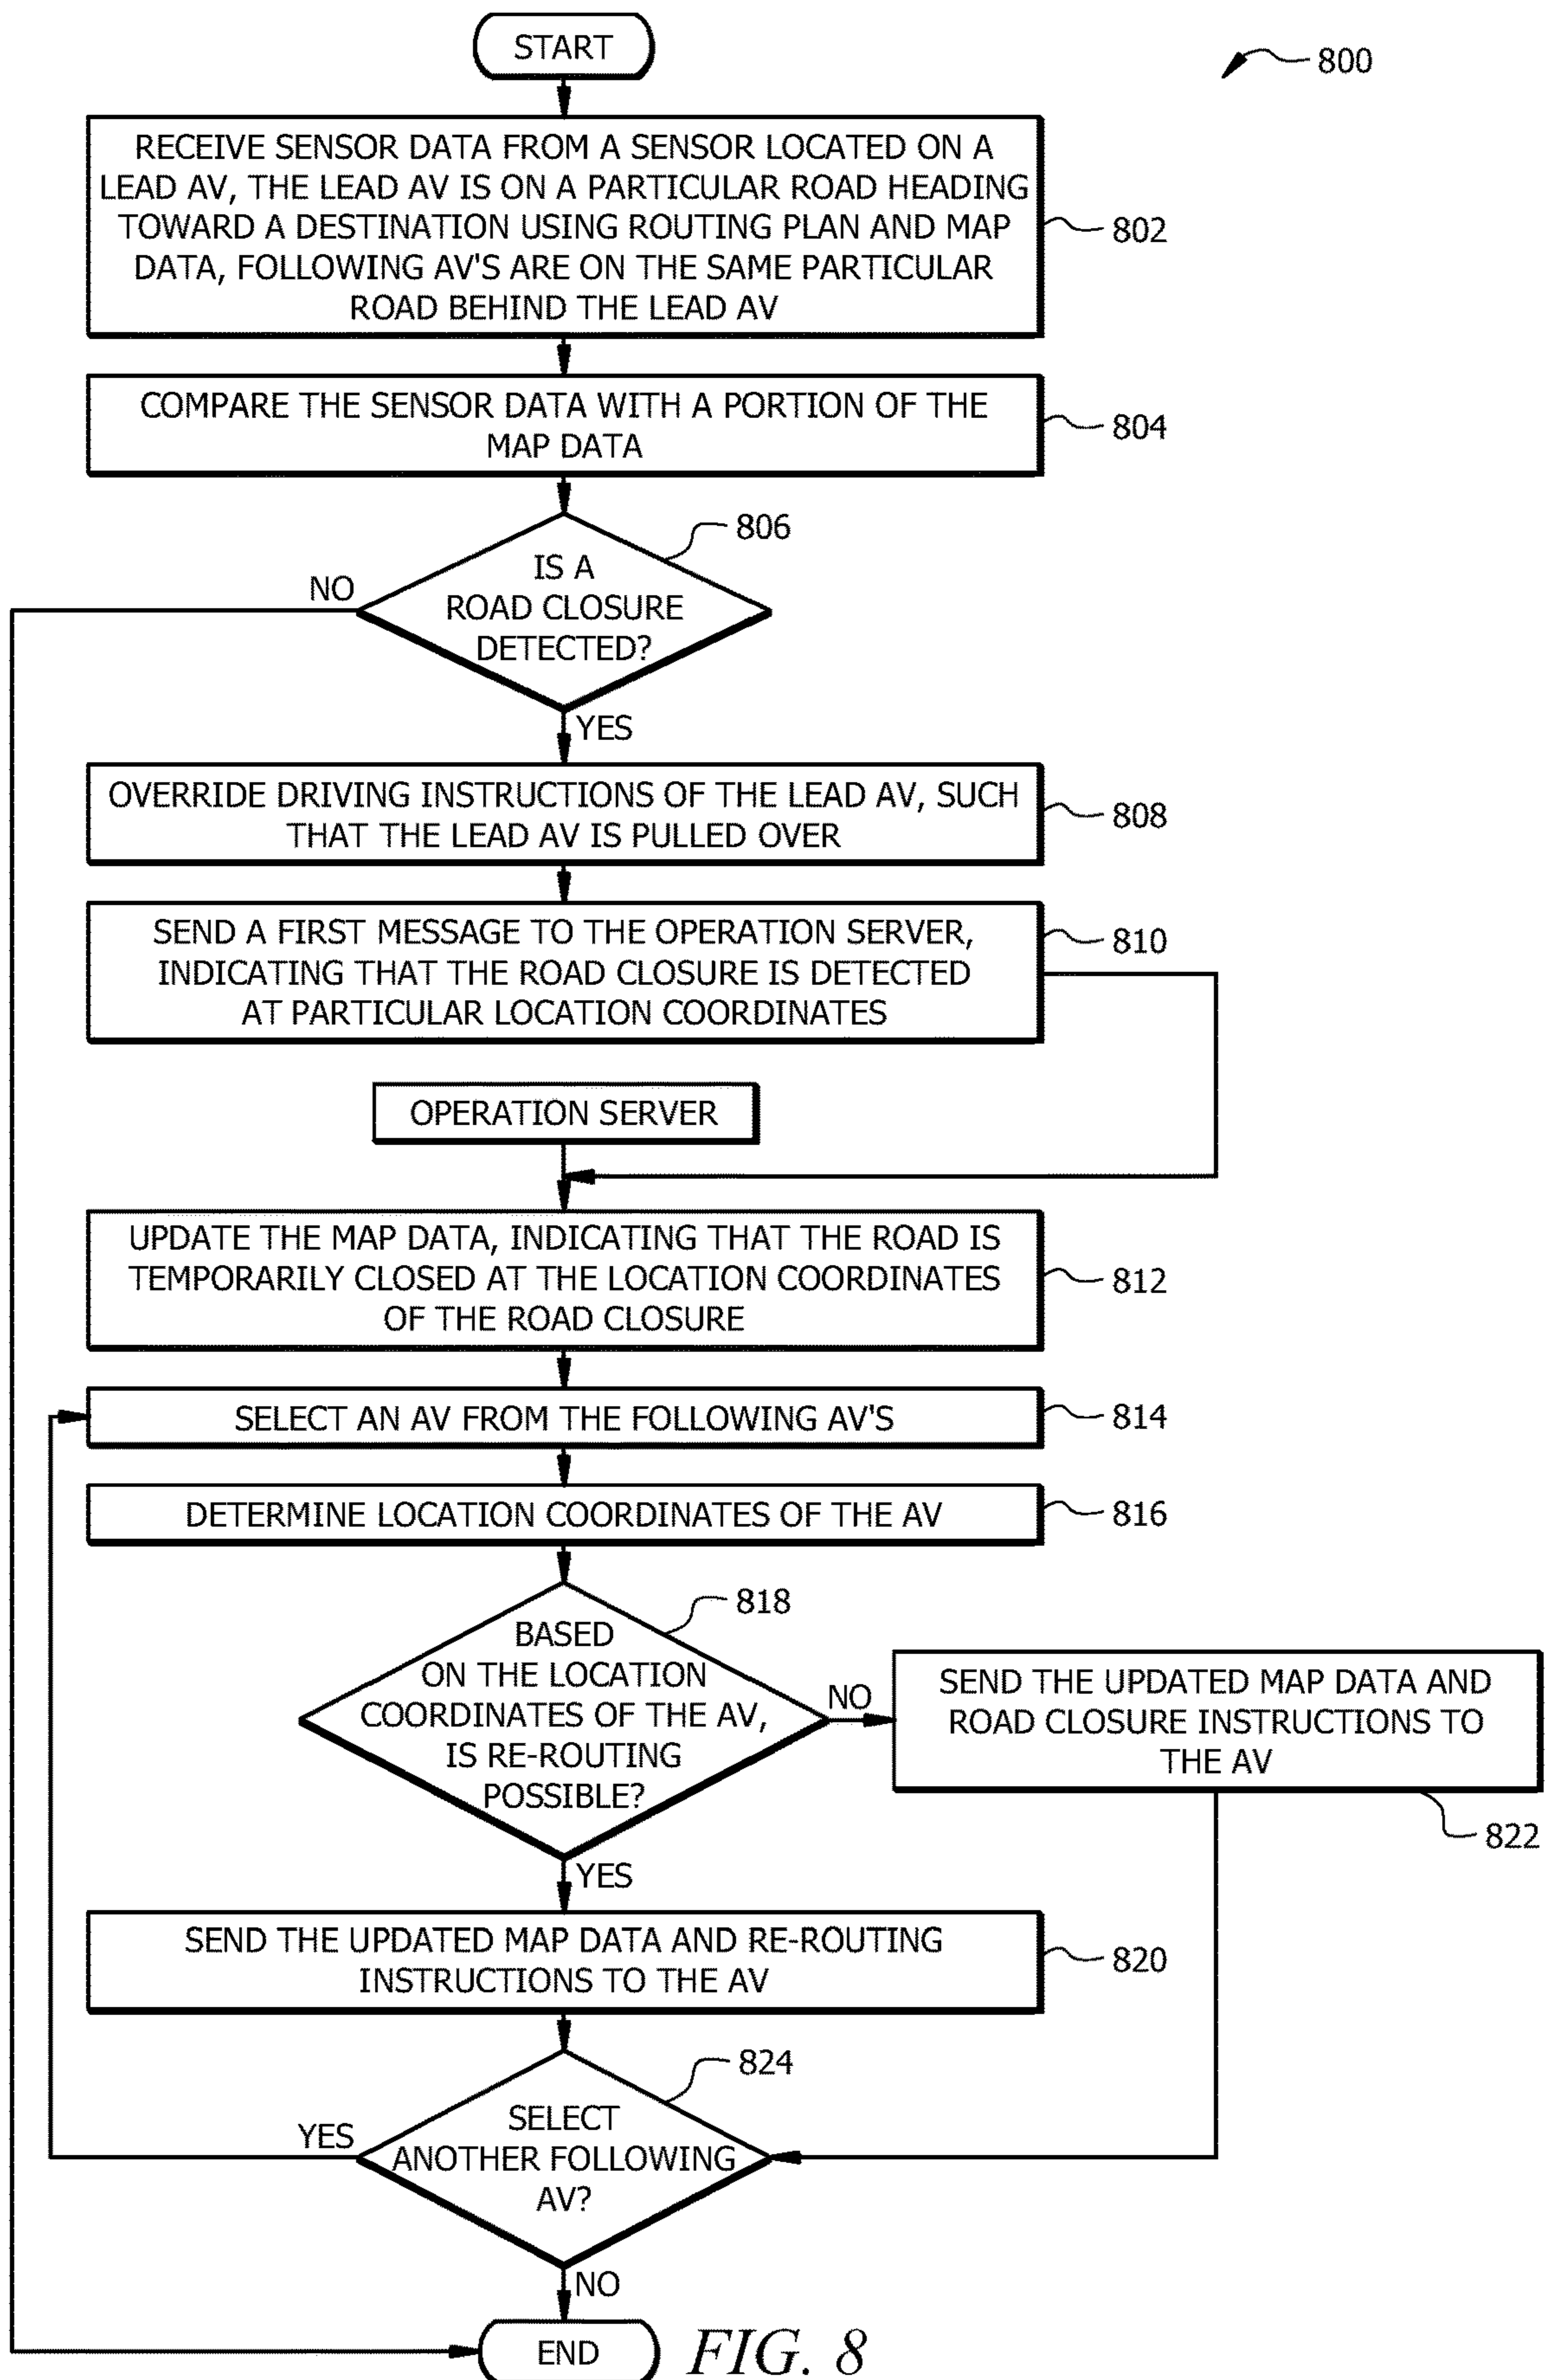 START
800
RECEIVE SENSOR DATA FROM A SENSOR LOCATED ON A
LEAD AV, THE LEAD AV IS ON A PARTICULAR ROAD HEADING
TOWARD A DESTINATION USING ROUTING PLAN AND MAP
DATA, FOLLOWING AV'S ARE ON THE SAME PARTICULAR
ROAD BEHIND THE LEAD AV
802
COMPARE THE SENSOR DATA WITH A PORTION OF THE
MAP DATA
804
806
IS A
ROAD CLOSURE
DETECTED?
NO
YES
OVERRIDE DRIVING INSTRUCTIONS OF THE LEAD AV, SUCH
THAT THE LEAD AV IS PULLED OVER
808
SEND A FIRST MESSAGE TO THE OPERATION SERVER,
INDICATING THAT THE ROAD CLOSURE IS DETECTED
AT PARTICULAR LOCATION COORDINATES
810
OPERATION SERVER
UPDATE THE MAP DATA, INDICATING THAT THE ROAD IS
TEMPORARILY CLOSED AT THE LOCATION COORDINATES
OF THE ROAD CLOSURE
812
SELECT AN AV FROM THE FOLLOWING AV'S
814
DETERMINE LOCATION COORDINATES OF THE AV
816
818
BASED
ON THE LOCATION
COORDINATES OF THE AV,
IS RE-ROUTING
POSSIBLE?
NO
SEND THE UPDATED MAP DATA AND
ROAD CLOSURE INSTRUCTIONS TO
THE AV
822
YES
SEND THE UPDATED MAP DATA AND RE-ROUTING
INSTRUCTIONS TO THE AV
820
824
SELECT
ANOTHER FOLLOWING
AV?
YES
NO
END
FIG. 8